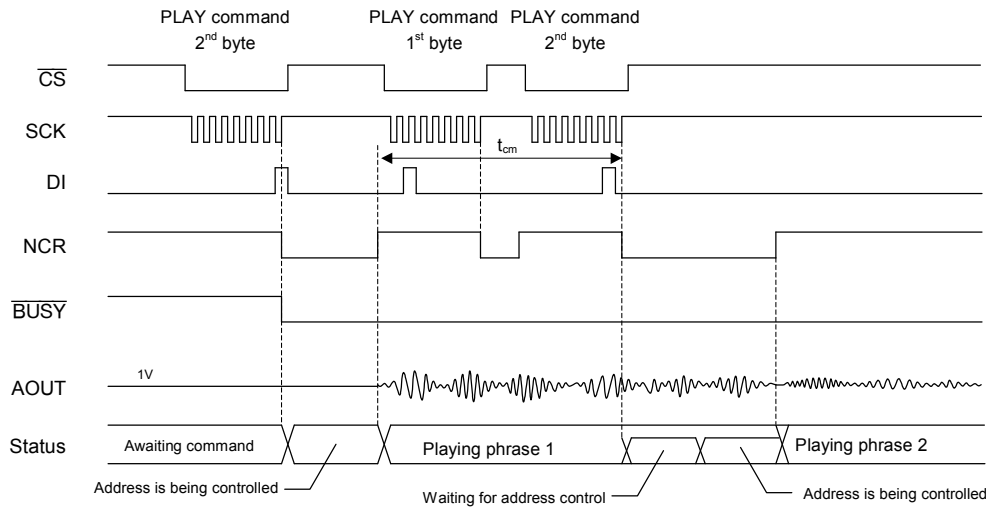 PLAY command
2nd byte
PLAY command
1st byte
PLAY command
2nd byte
CS
SCK
tcm
DI
NCR
BUSY
1V
AOUT
Status
Awaiting command
Playing phrase 1
Playing phrase 2
Address is being controlled
Waiting for address control
Address is being controlled